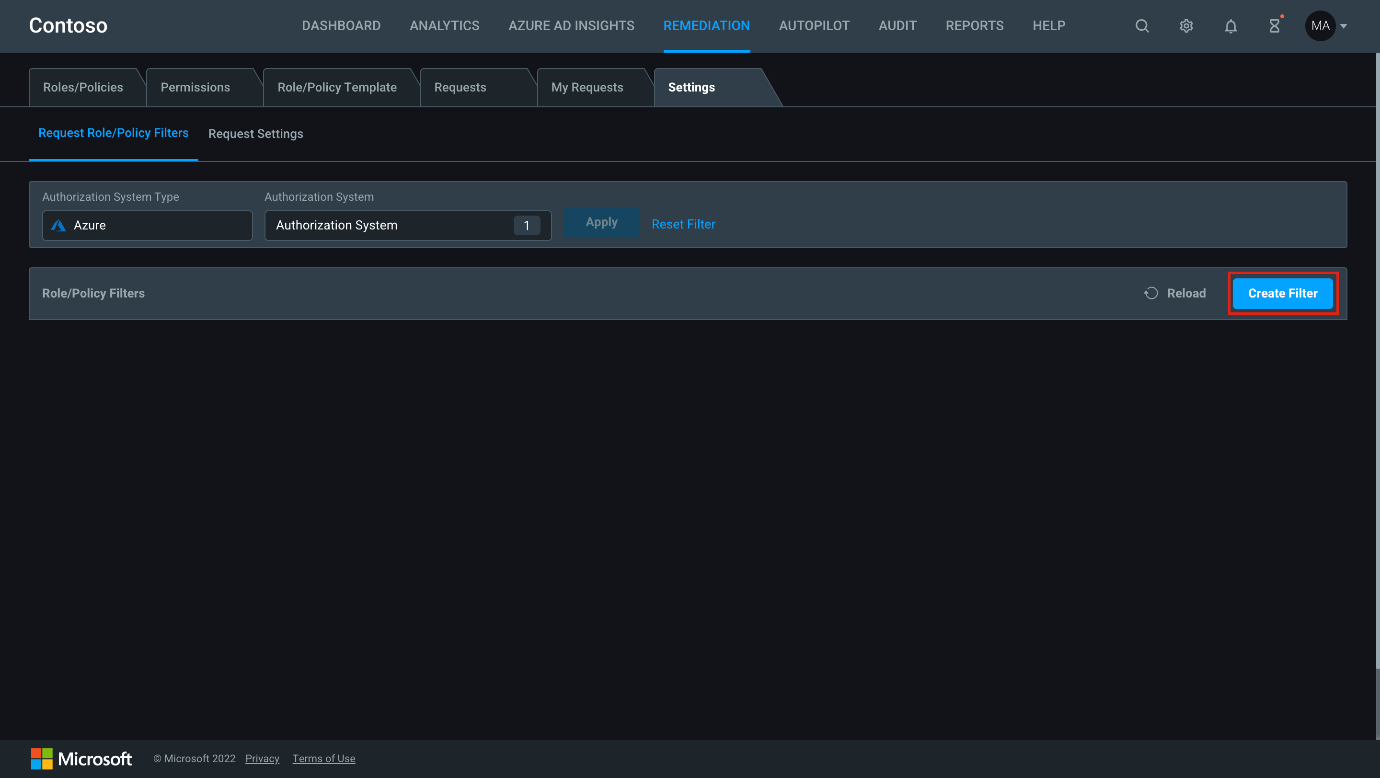 Contoso
DASHBOARD ANALYTICS AZURE AD INSIGHTS REMEDIATION AUTOPILOT AUDIT REPORTS HELP MA
Roles/Policies Permissions Role/Policy Template Requests My Requests Settings
Request Role/Policy Filters Request Settings
Authorization System Type Authorization System
Azure Authorization System 1 Apply Reset Filter
Role/Policy Filters Reload Create Filter
Microsoft © Microsoft 2022 Privacy Terms of Use